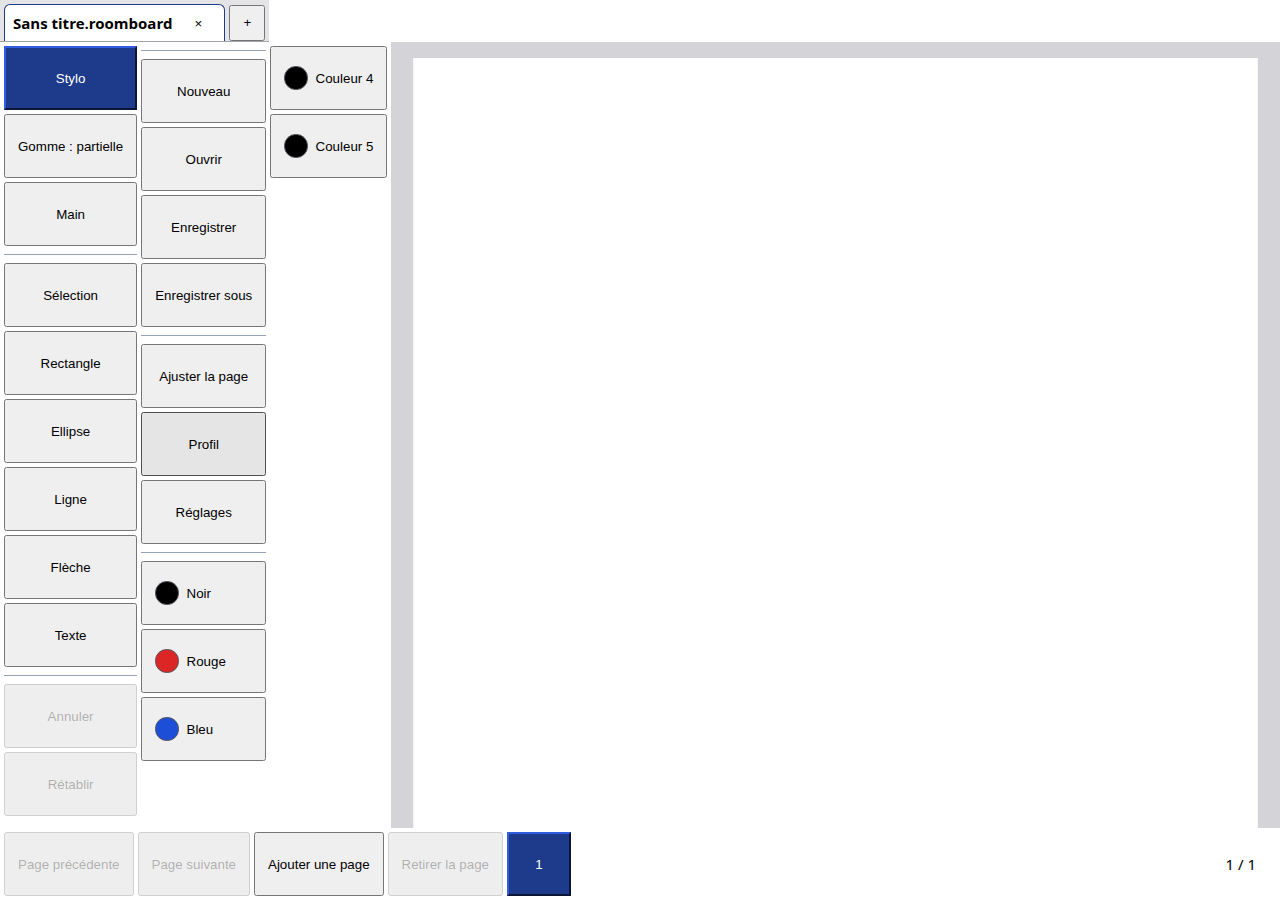 Sans titre.roomboard × +
Stylo
Gomme : partielle
Main
Sélection
Rectangle
Ellipse
Ligne
Flèche
Texte
Annuler
Rétablir
Nouveau
Ouvrir
Enregistrer
Enregistrer sous
Ajuster la page
Profil
Réglages
Noir
Rouge
Bleu
Couleur 4
Couleur 5
Page précédente Page suivante Ajouter une page Retirer la page 1 1 / 1